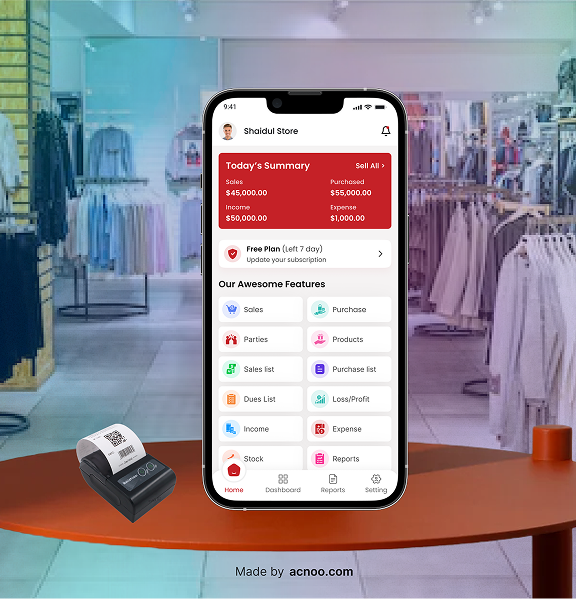 9:41
Shaidul Store
Today's Summary
Sell All >
Sales
Purchased
$45,000.00
$55,000.00
Income
Expense
$50,000.00
$1,000.00
Free Plan (Left 7 day)
Update your subscription
Our Awesome Features
Sales
Purchase
Parties
Products
Sales list
Purchase list
Dues List
Loss/Profit
Income
Expense
Stock
Reports
Home
Dashboard
Reports
Setting
Made by acnoo.com